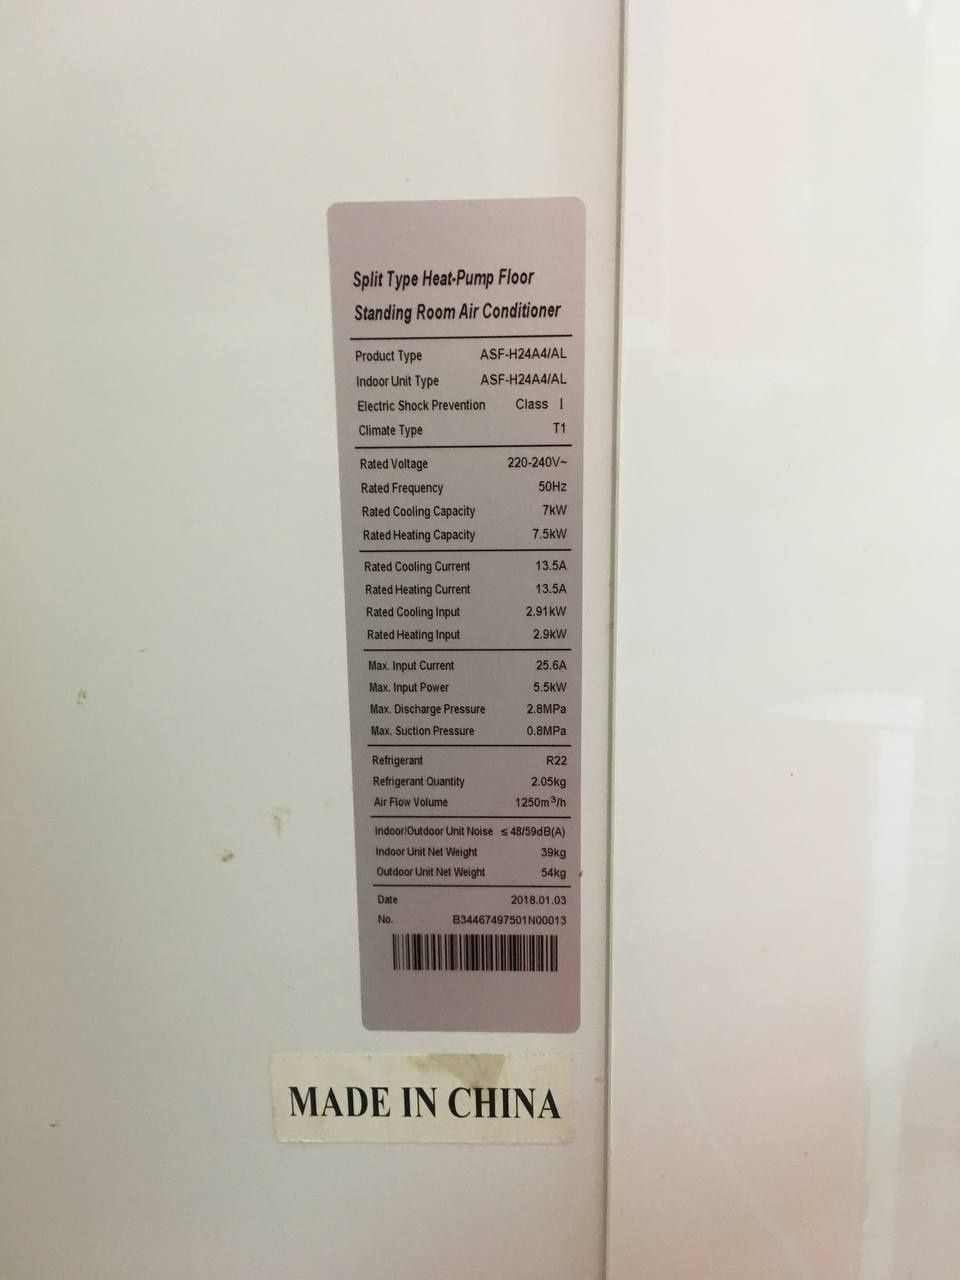 Split Type Heat-Pump Floor
Standing Room Air Conditioner
Product Type ASF-H24A4/AL
Indoor Unit Type ASF-H24A4/AL
Electric Shock Prevention Class I
Climate Type T1
Rated Voltage 220-240V~
Rated Frequency 50Hz
Rated Cooling Capacity 7kW
Rated Heating Capacity 7.5kW
Rated Cooling Current 13.5A
Rated Heating Current 13.5A
Rated Cooling Input 2.91kW
Rated Heating Input 2.9kW
Max. Input Current 25.6A
Max. Input Power 5.5kW
Max. Discharge Pressure 2.8MPa
Max. Suction Pressure 0.8MPa
Refrigerant R22
Refrigerant Quantity 2.05kg
Air Flow Volume 1250m³/h
Indoor/Outdoor Unit Noise ≤48/59dB(A)
Indoor Unit Net Weight 39kg
Outdoor Unit Net Weight 54kg
Date 2018.01.03
No. B34467497501N00013
MADE IN CHINA